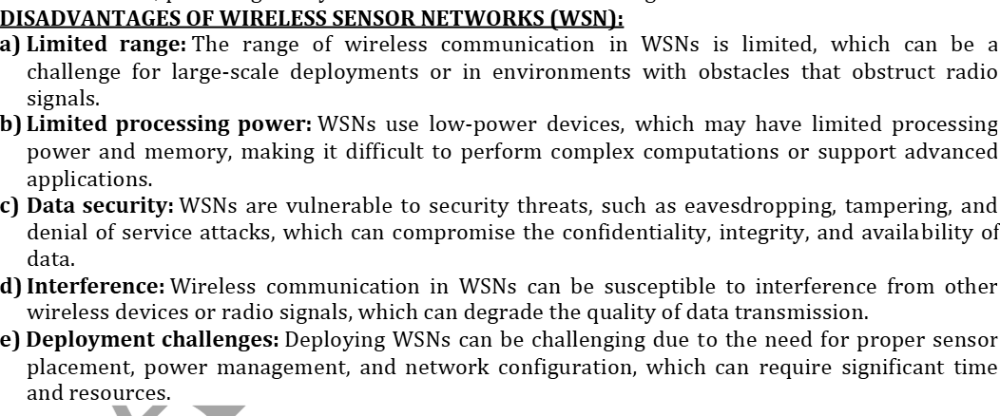 DISADVANTAGES OF WIRELESS SENSOR NETWORKS (WSN):
a) Limited range: The range of wireless communication in WSNs is limited, which can be a
challenge for large-scale deployments or in environments with obstacles that obstruct radio
signals.
b) Limited processing power: WSNs use low-power devices, which may have limited processing
power and memory, making it difficult to perform complex computations or support advanced
applications.
c) Data security: WSNs are vulnerable to security threats, such as eavesdropping, tampering, and
denial of service attacks, which can compromise the confidentiality, integrity, and availability of
data.
d) Interference: Wireless communication in WSNs can be susceptible to interference from other
wireless devices or radio signals, which can degrade the quality of data transmission.
e) Deployment challenges: Deploying WSNs can be challenging due to the need for proper sensor
placement, power management, and network configuration, which can require significant time
and resources.